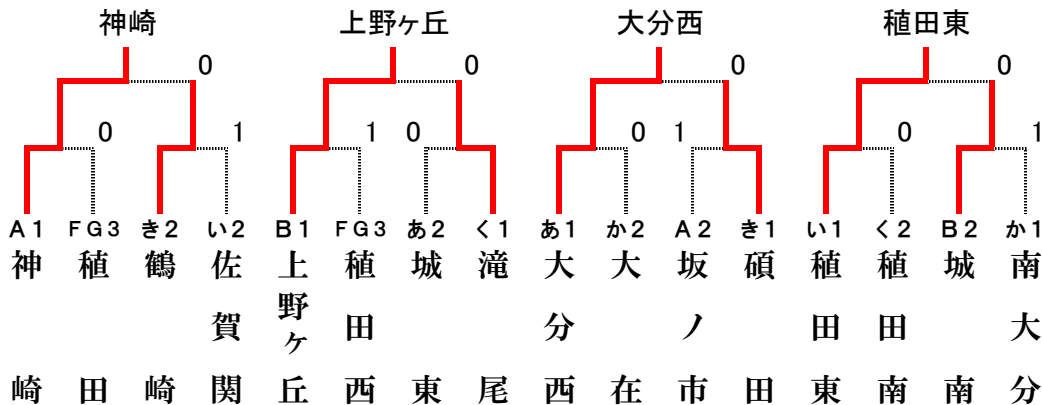 神崎 上野ヶ丘 大分西 稙田東
0 0 0 0
0 1 1 0 0 1 0 1
A1 FG3 き2 い2 B1 FG3 あ2 く1 あ1 か2 A2 き1 い1 く2 B2 か1
神崎
稙田
鶴崎
佐賀関
上野ヶ丘
稙田西
城東
滝尾
大分西
大在
坂ノ市
碩田
稙田東
稙田南
城南
南大分